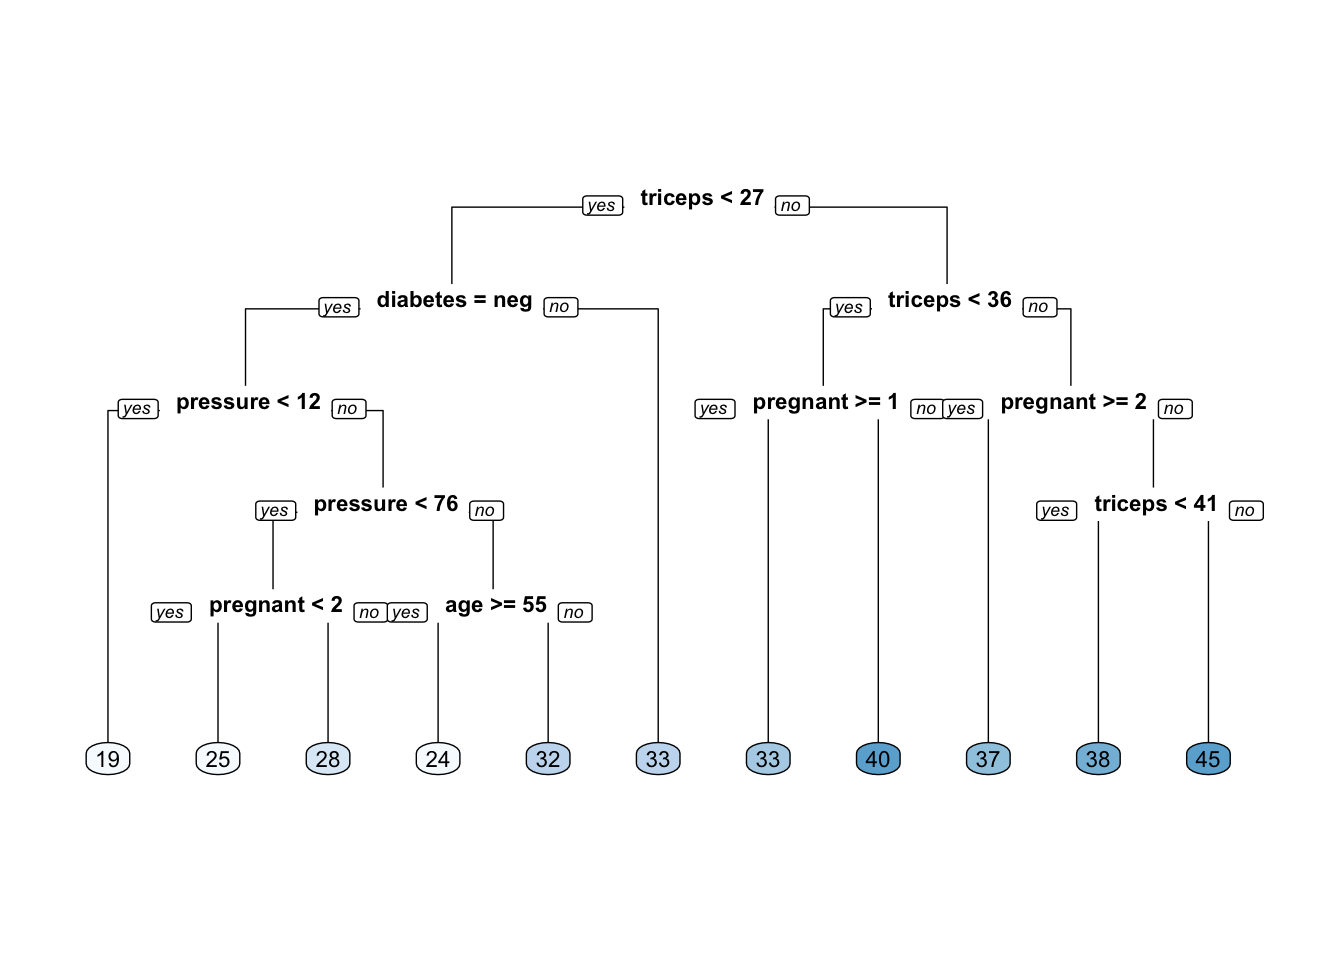 yes triceps < 27 no
yes diabetes = neg no yes triceps < 36 no
yes pressure < 12 no yes pregnant >= 1 no yes pregnant >= 2 no
yes pressure < 76 no yes triceps < 41 no
yes pregnant < 2 no yes age >= 55 no
19 25 28 24 32 33 33 40 37 38 45